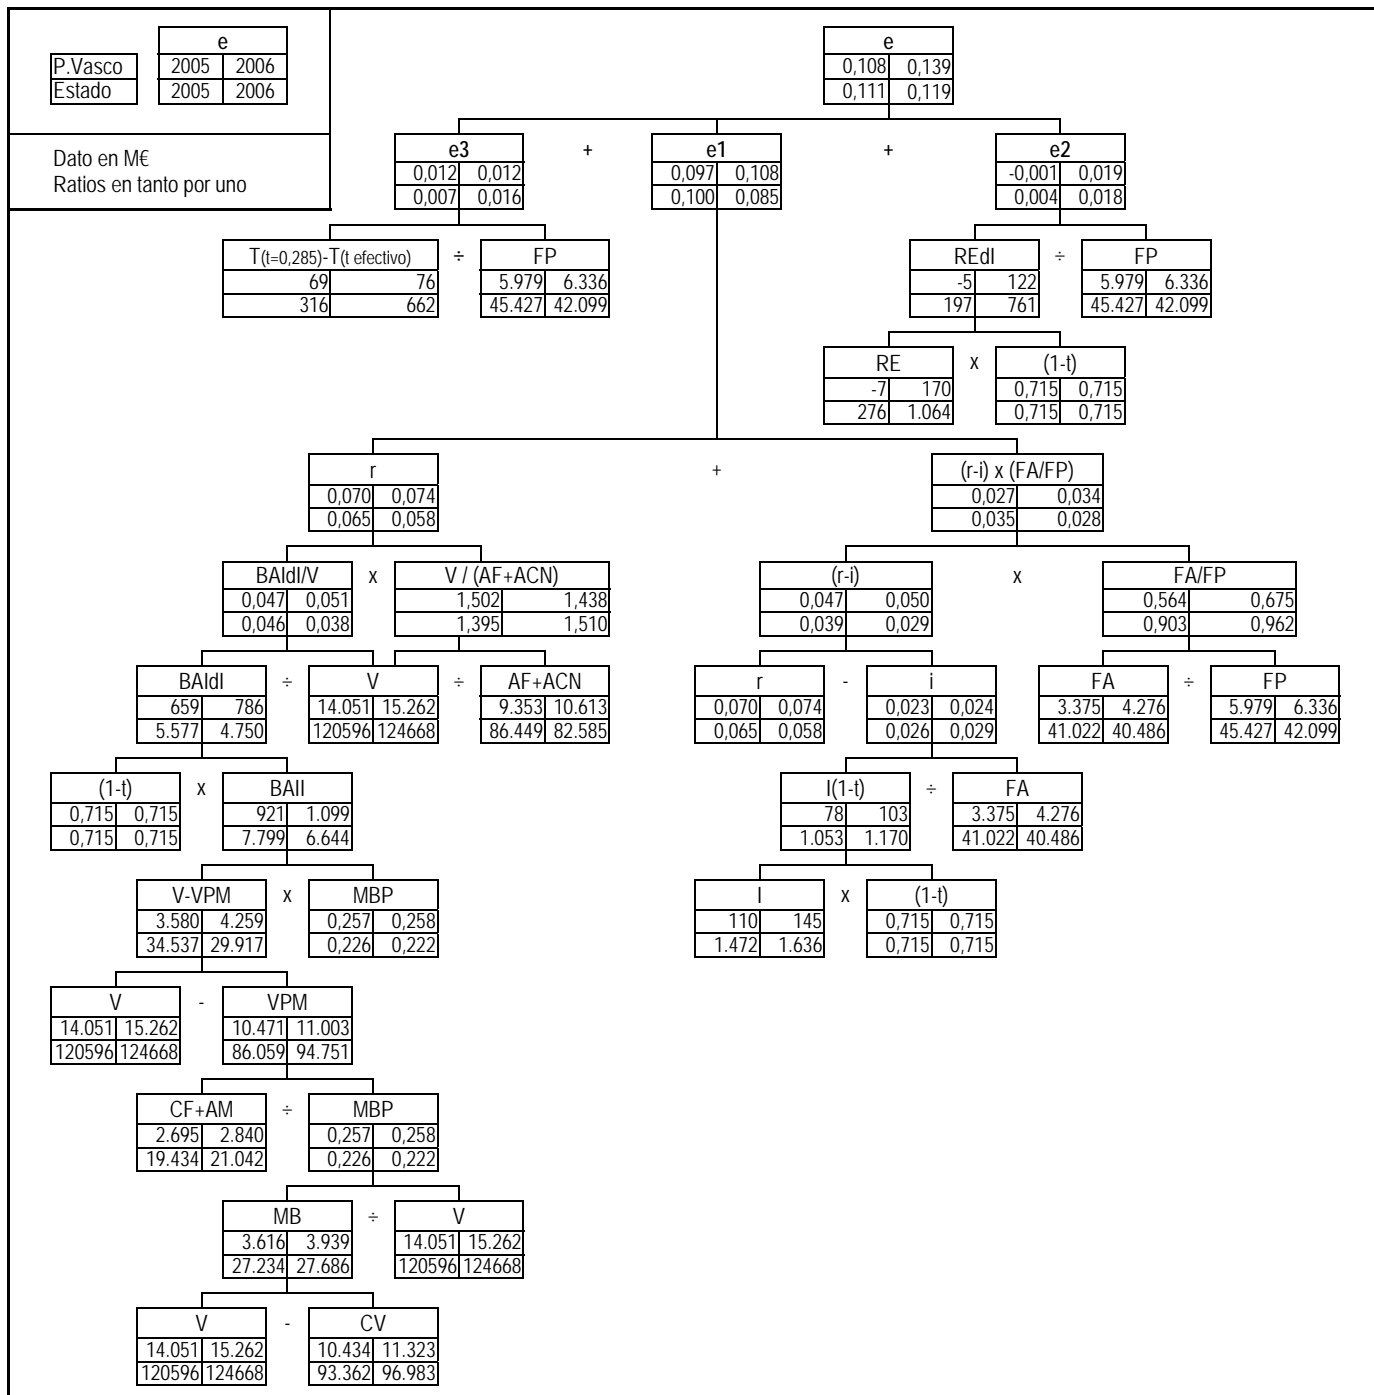 e
P.Vasco 2005 2006
Estado 2005 2006
Dato en M€
Ratios en tanto por uno
e
0,108 0,139
0,111 0,119
e3 + e1 + e2
0,012 0,012 0,097 0,108 -0,001 0,019
0,007 0,016 0,100 0,085 0,004 0,018
T(t=0,285)-T(t efectivo) ÷ FP REdI ÷ FP
69 76 5.979 6.336 -5 122 5.979 6.336
316 662 45.427 42.099 197 761 45.427 42.099
RE x (1-t)
-7 170 0,715 0,715
276 1.064 0,715 0,715
r + (r-i) x (FA/FP)
0,070 0,074 0,027 0,034
0,065 0,058 0,035 0,028
BAIdI/V x V / (AF+ACN) (r-i) x FA/FP
0,047 0,051 1,502 1,438 0,047 0,050 0,564 0,675
0,046 0,038 1,395 1,510 0,039 0,029 0,903 0,962
BAIdI ÷ V ÷ AF+ACN r - i FA ÷ FP
659 786 14.051 15.262 9.353 10.613 0,070 0,074 0,023 0,024 3.375 4.276 5.979 6.336
5.577 4.750 120596 124668 86.449 82.585 0,065 0,058 0,026 0,029 41.022 40.486 45.427 42.099
(1-t) x BAII I(1-t) ÷ FA
0,715 0,715 921 1.099 78 103 3.375 4.276
0,715 0,715 7.799 6.644 1.053 1.170 41.022 40.486
V-VPM x MBP I x (1-t)
3.580 4.259 0,257 0,258 110 145 0,715 0,715
34.537 29.917 0,226 0,222 1.472 1.636 0,715 0,715
V - VPM
14.051 15.262 10.471 11.003
120596 124668 86.059 94.751
CF+AM ÷ MBP
2.695 2.840 0,257 0,258
19.434 21.042 0,226 0,222
MB ÷ V
3.616 3.939 14.051 15.262
27.234 27.686 120596 124668
V - CV
14.051 15.262 10.434 11.323
120596 124668 93.362 96.983